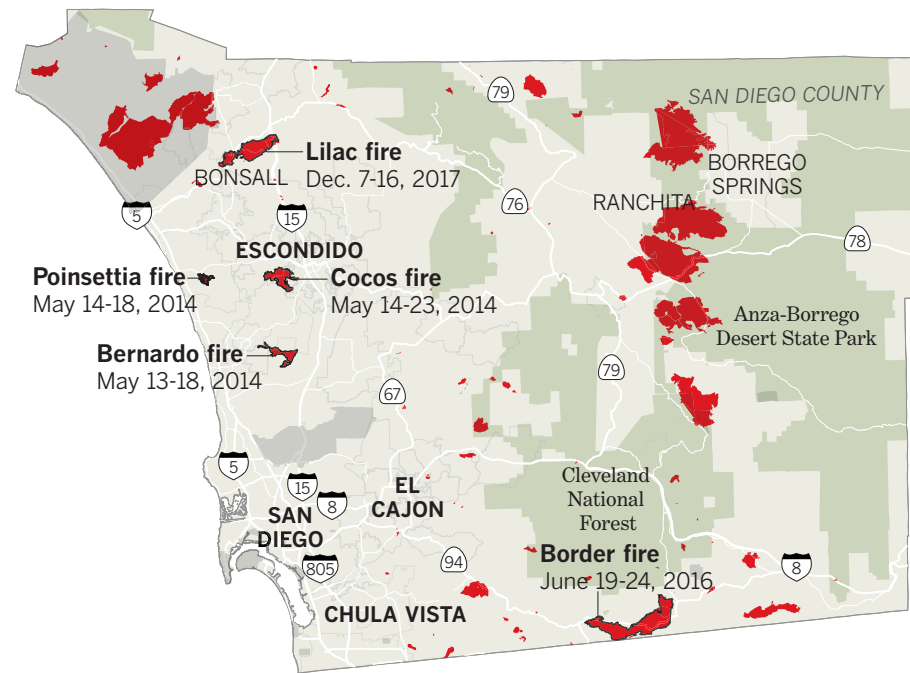 79
SAN DIEGO COUNTY
Lilac fire
Dec. 7-16, 2017
BONSALL
BORREGO
SPRINGS
RANCHITA
76
5
15
78
ESCONDIDO
Poinsettia fire
May 14-18, 2014
Cocos fire
May 14-23, 2014
Anza-Borrego
Desert State Park
Bernardo fire
May 13-18, 2014
79
67
5
15
8
EL
CAJON
Cleveland
National
Forest
SAN
DIEGO
805
94
Border fire
June 19-24, 2016
8
CHULA VISTA